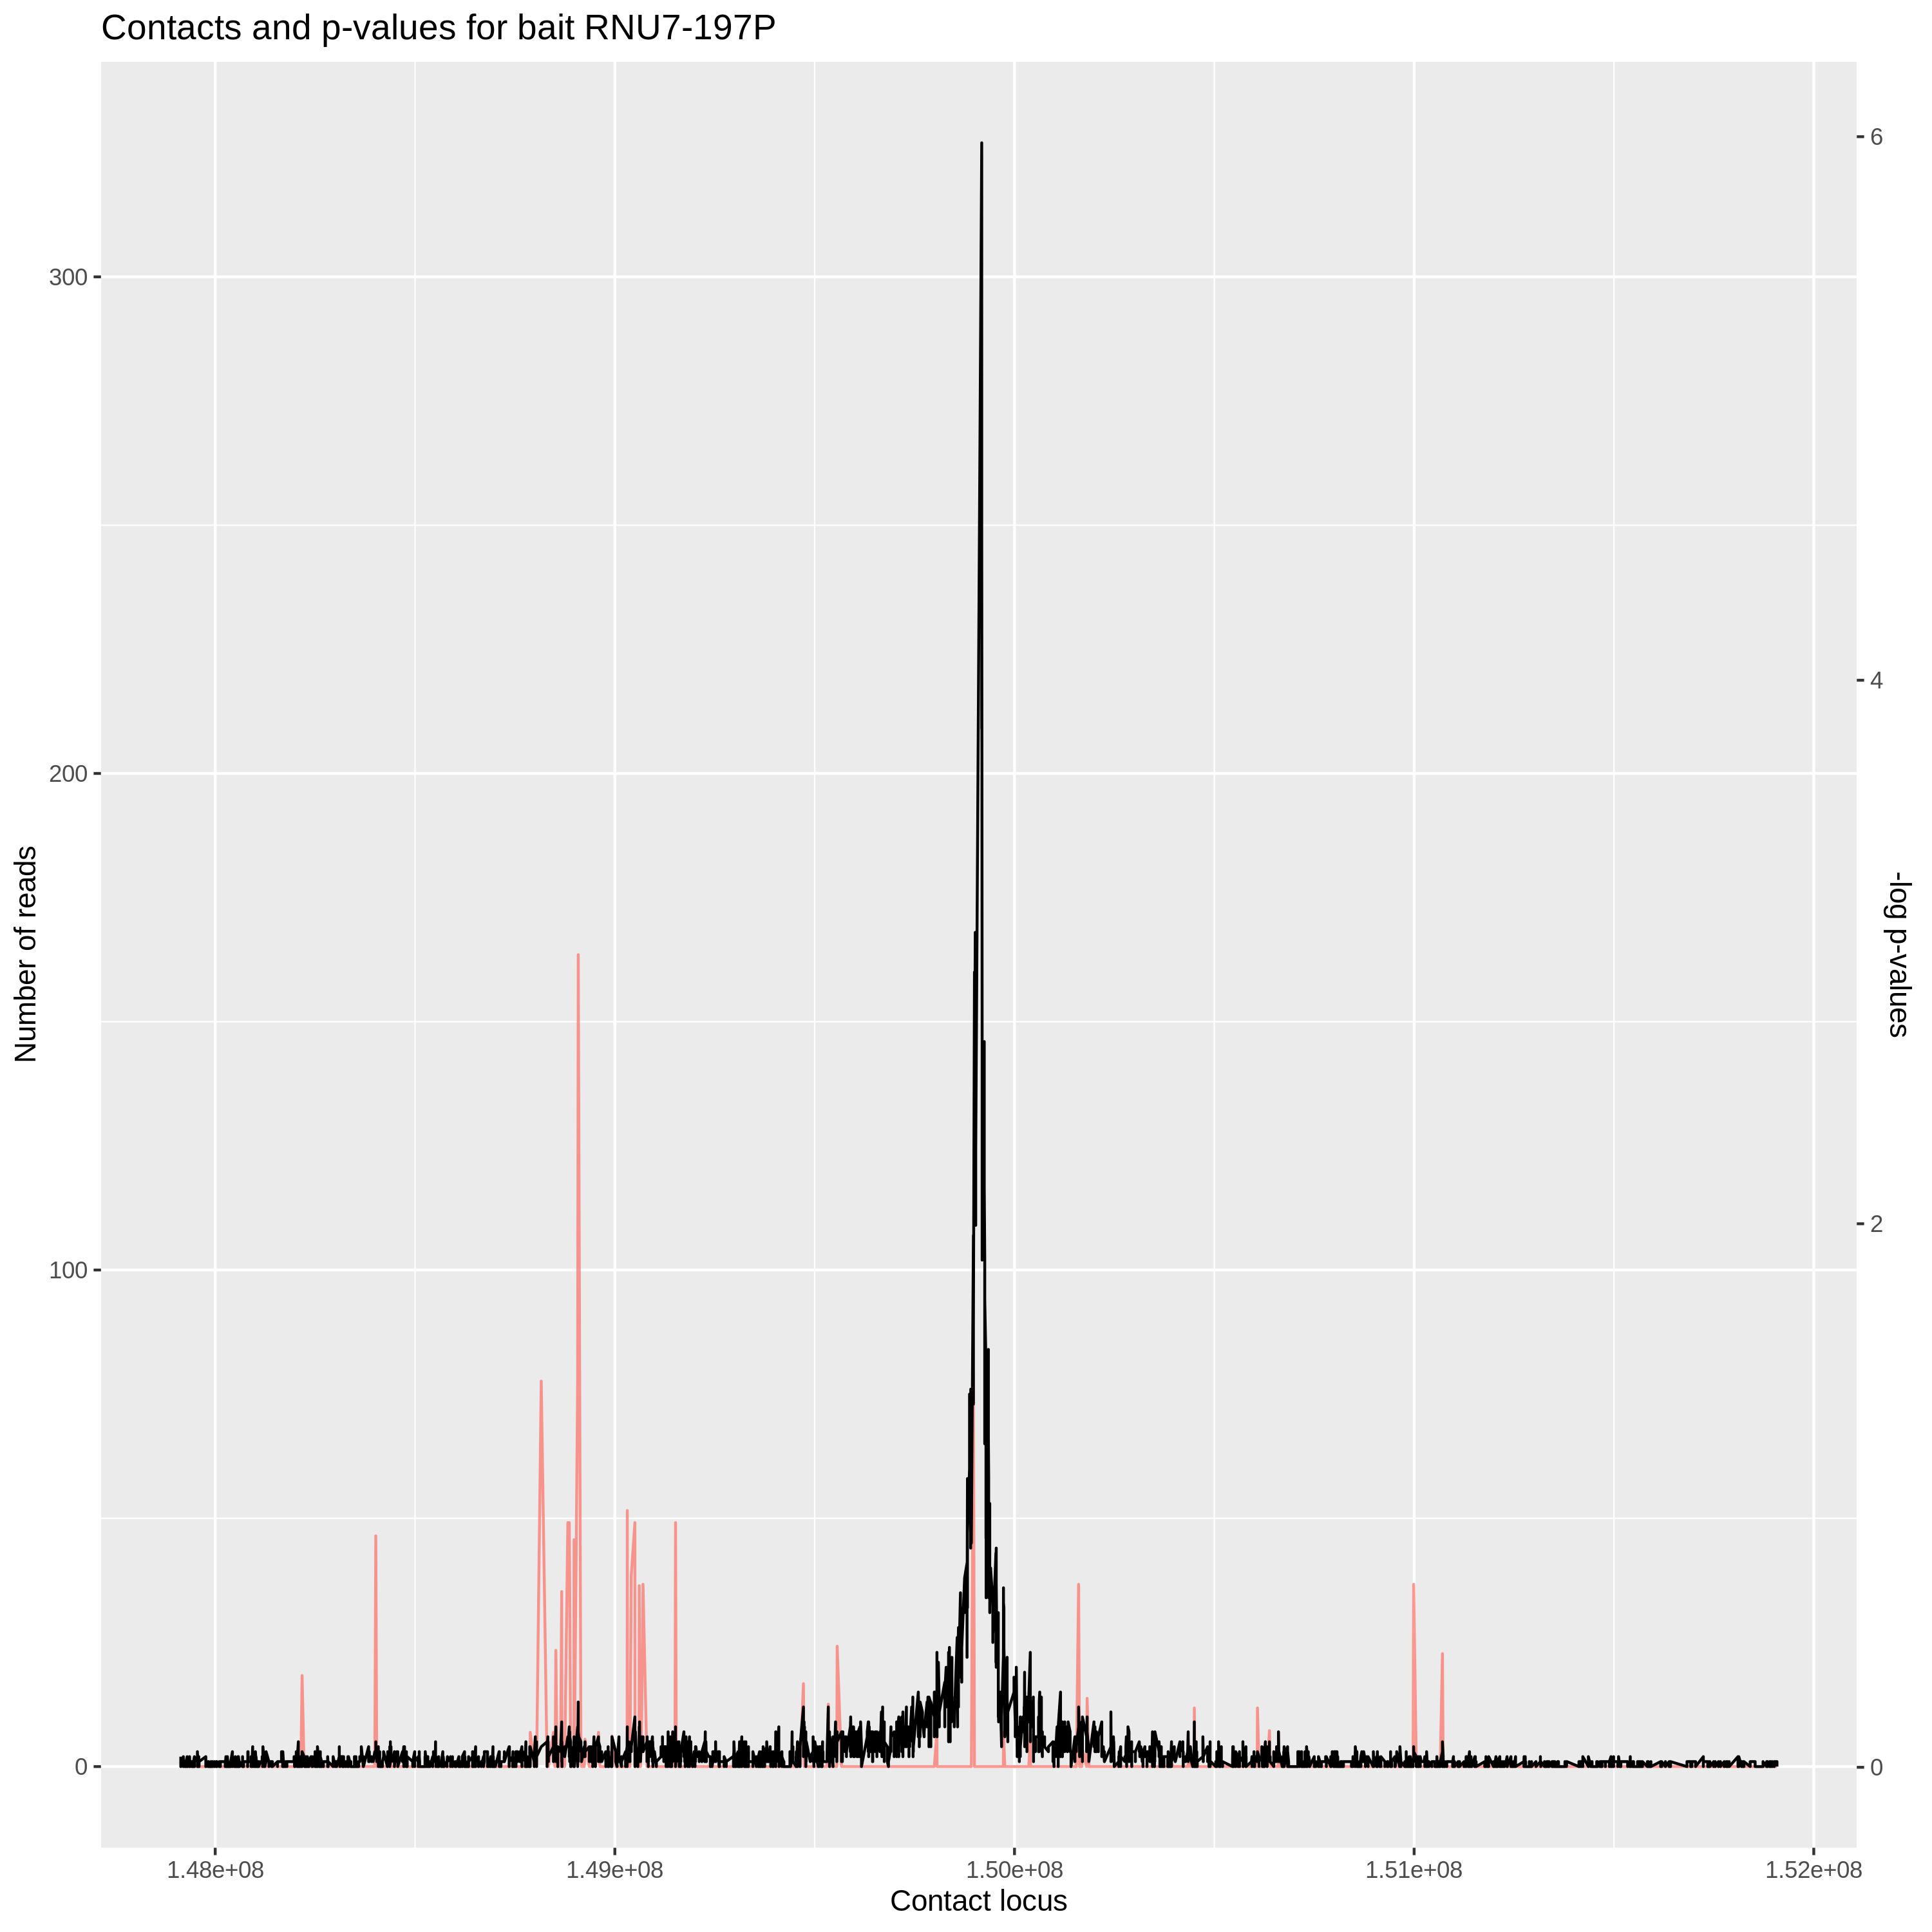 Contacts and p-values for bait RNU7-197P
300
200
100
0
6
4
2
0
Number of reads
-log p-values
1.48e+08
1.49e+08
1.50e+08
1.51e+08
1.52e+08
Contact locus